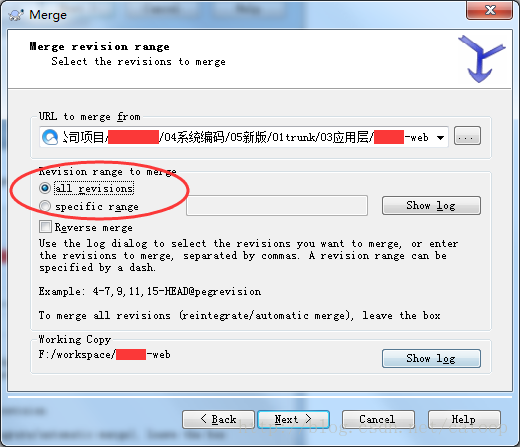 Merge
Merge revision range
Select the revisions to merge
URL to merge from
公司项目/ /04系统编码/05新版/01trunk/03应用层/ -web
...
Revision range to merge
all revisions
specific range
Show log
Reverse merge
Use the log dialog to select the revisions you want to merge, or enter
the revisions to merge, separated by commas. A revision range can be
specified by a dash.
Example: 4-7,9,11,15-HEAD@pegrevision
To merge all revisions (reintegrate/automatic merge), leave the box
Working Copy
F:/workspace/ -web
Show log
< Back
Next >
Cancel
Help